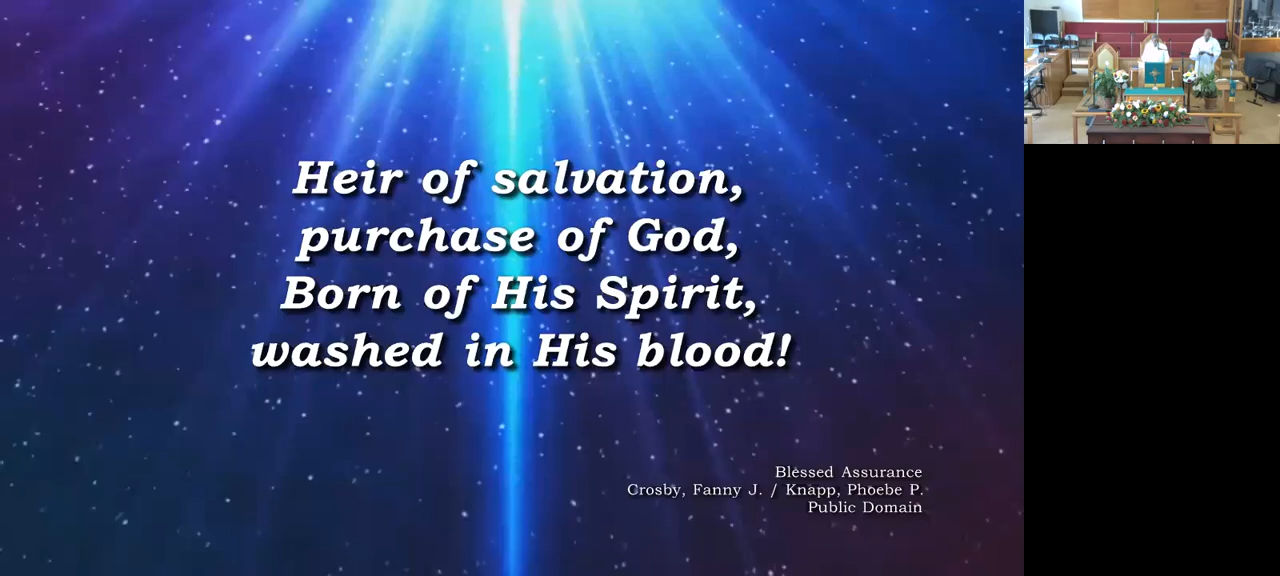 Heir of salvation,
purchase of God,
Born of His Spirit,
washed in His blood!
Blessed Assurance
Crosby, Fanny J. / Knapp, Phoebe P.
Public Domain